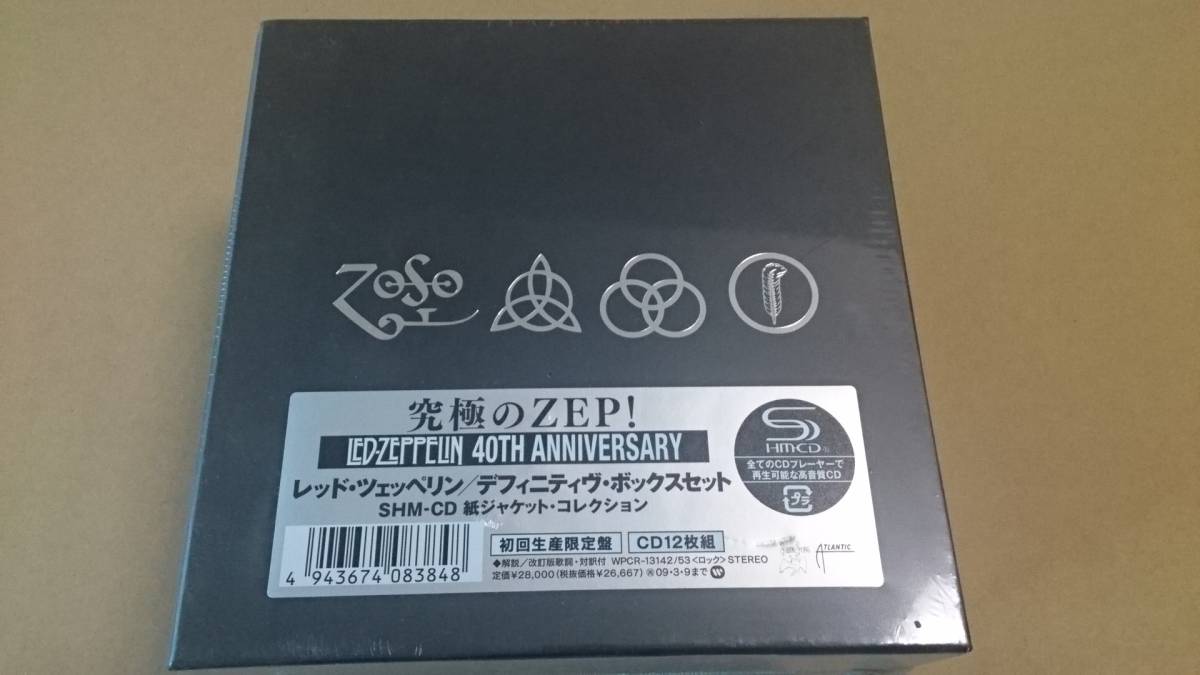 ZOSO
究極のZEP!
LED-ZEPPELIN 40TH ANNIVERSARY
レッド・ツェッペリン/デフィニティヴ・ボックスセット
SHM-CD 紙ジャケット・コレクション
初回生産限定盤 CD12枚組
◆解説/改訂版歌詞・対訳付 WPCR-13142/53<ロック>STEREO
定価¥28,000(税抜価格¥26,667) ㊑09・3・9まで
4 943674 083848
ATLANTIC
SHM-CD
全てのCDプレーヤーで
再生可能な高音質CD
プラ